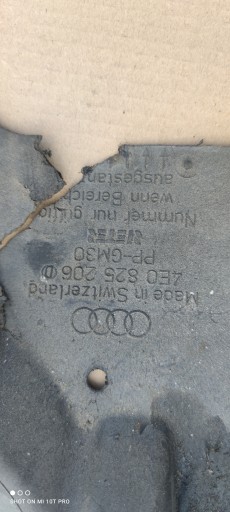 Made in Switzerland
4E0 825 206
PP-GM30
RIETER
Nummer nur gültig
wenn Bereich
ausgestan
SHOT ON MI 10T PRO